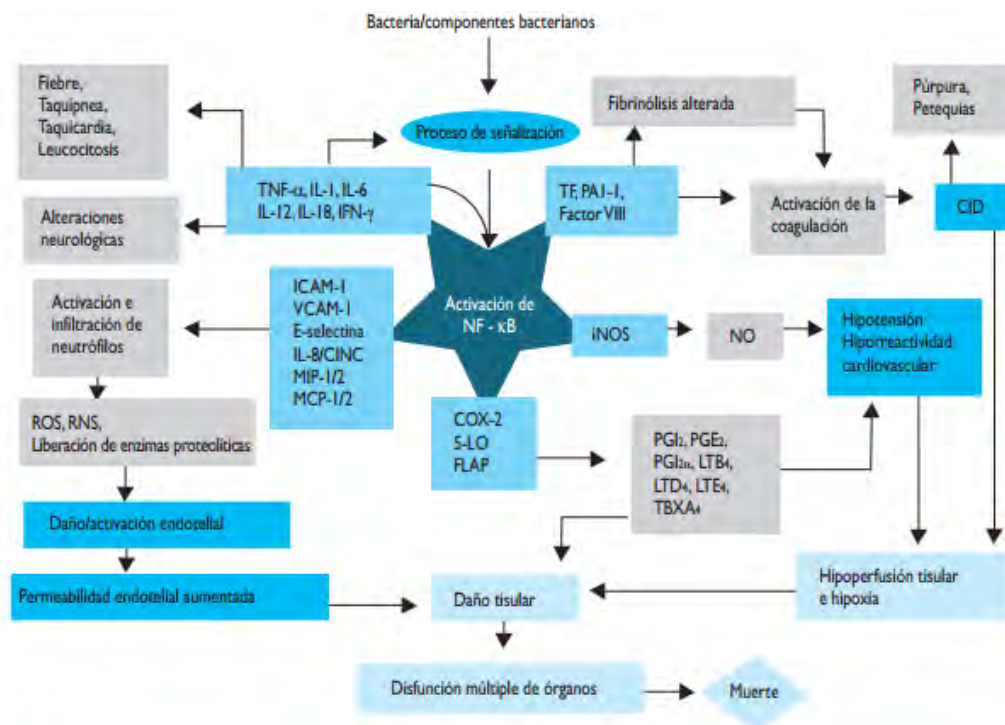 Bacteria/componentes bacterianos
Fiebre,
Taquipnea,
Taquicardia,
Leucocitosis
Proceso de señalización
Fibrinólisis alterada
Púrpura,
Petequias
TNF-α, IL-1, IL-6
IL-12, IL-18, IFN-γ
TF, PA1-1,
Factor VIII
Activación de la
coagulación
CID
Alteraciones
neurológicas
Activación e
infiltración de
neutrófilos
ICAM-1
VCAM-1
E-selectina
IL-8/CINC
MIP-1/2
MCP-1/2
Activación de
NF - κB
iNOS
NO
Hipotensión
Hiporreactividad
cardiovascular
ROS, RNS,
Liberación de enzimas proteolíticas
COX-2
5-LO
FLAP
PGI2, PGE2,
PGI2α, LTB4,
LTD4, LTE4,
TBXA4
Daño/activación endotelial
Permeabilidad endotelial aumentada
Daño tisular
Hipoperfusión tisular
e hipoxia
Disfunción múltiple de órganos
Muerte